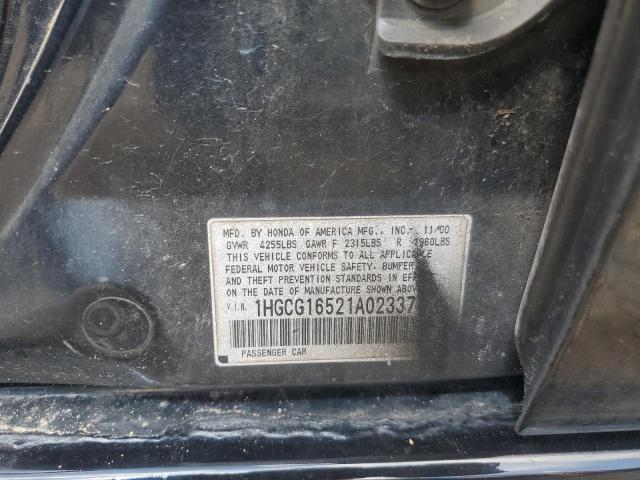 MFD. BY HONDA OF AMERICA MFG., INC. 11/00
GVWR 4255LBS GAWR F 2315LBS R 1960LBS
THIS VEHICLE CONFORMS TO ALL APPLICABLE
FEDERAL MOTOR VEHICLE SAFETY, BUMPER
AND THEFT PREVENTION STANDARDS IN EFFE
ON THE DATE OF MANUFACTURE SHOWN ABOVE
V.I.N. 1HGCG16521A02337
PASSENGER CAR